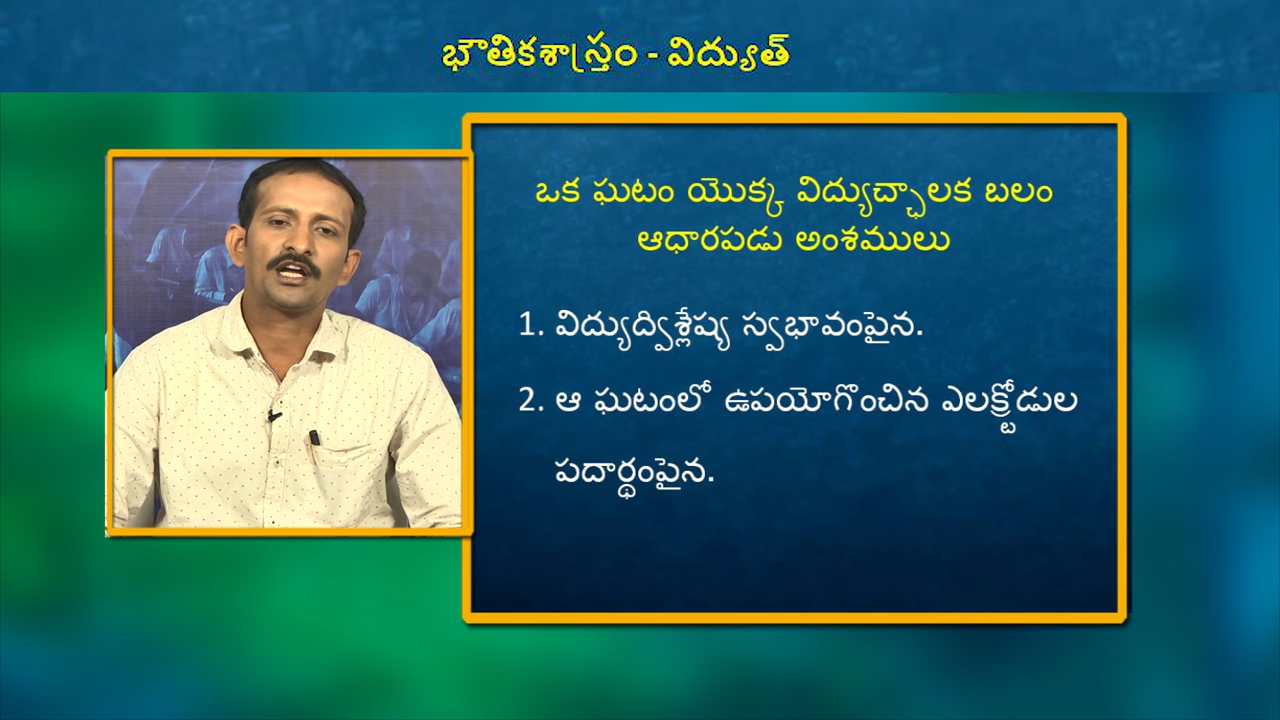 భౌతికశాస్త్రం - విద్యుత్
ఒక ఘటం యొక్క విద్యుచ్ఛాలక బలం
ఆధారపడు అంశములు
1. విద్యుద్విశ్లేష్య స్వభావంపైన.
2. ఆ ఘటంలో ఉపయోగొంచిన ఎలక్ట్రోడుల
పదార్థంపైన.